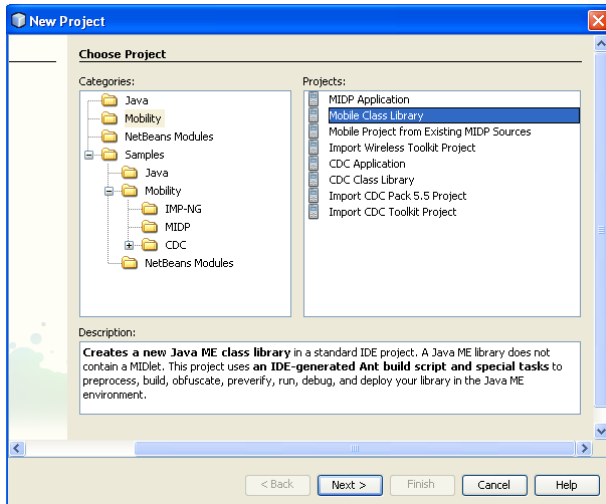 New Project
Choose Project
Categories:
Java
Mobility
NetBeans Modules
Samples
Java
Mobility
IMP-NG
MIDP
CDC
NetBeans Modules
Projects:
MIDP Application
Mobile Class Library
Mobile Project from Existing MIDP Sources
Import Wireless Toolkit Project
CDC Application
CDC Class Library
Import CDC Pack 5.5 Project
Import CDC Toolkit Project
Description:
Creates a new Java ME class library in a standard IDE project. A Java ME library does not
contain a MIDlet. This project uses an IDE-generated Ant build script and special tasks to
preprocess, build, obfuscate, preverify, run, debug, and deploy your library in the Java ME
environment.
< Back
Next >
Finish
Cancel
Help